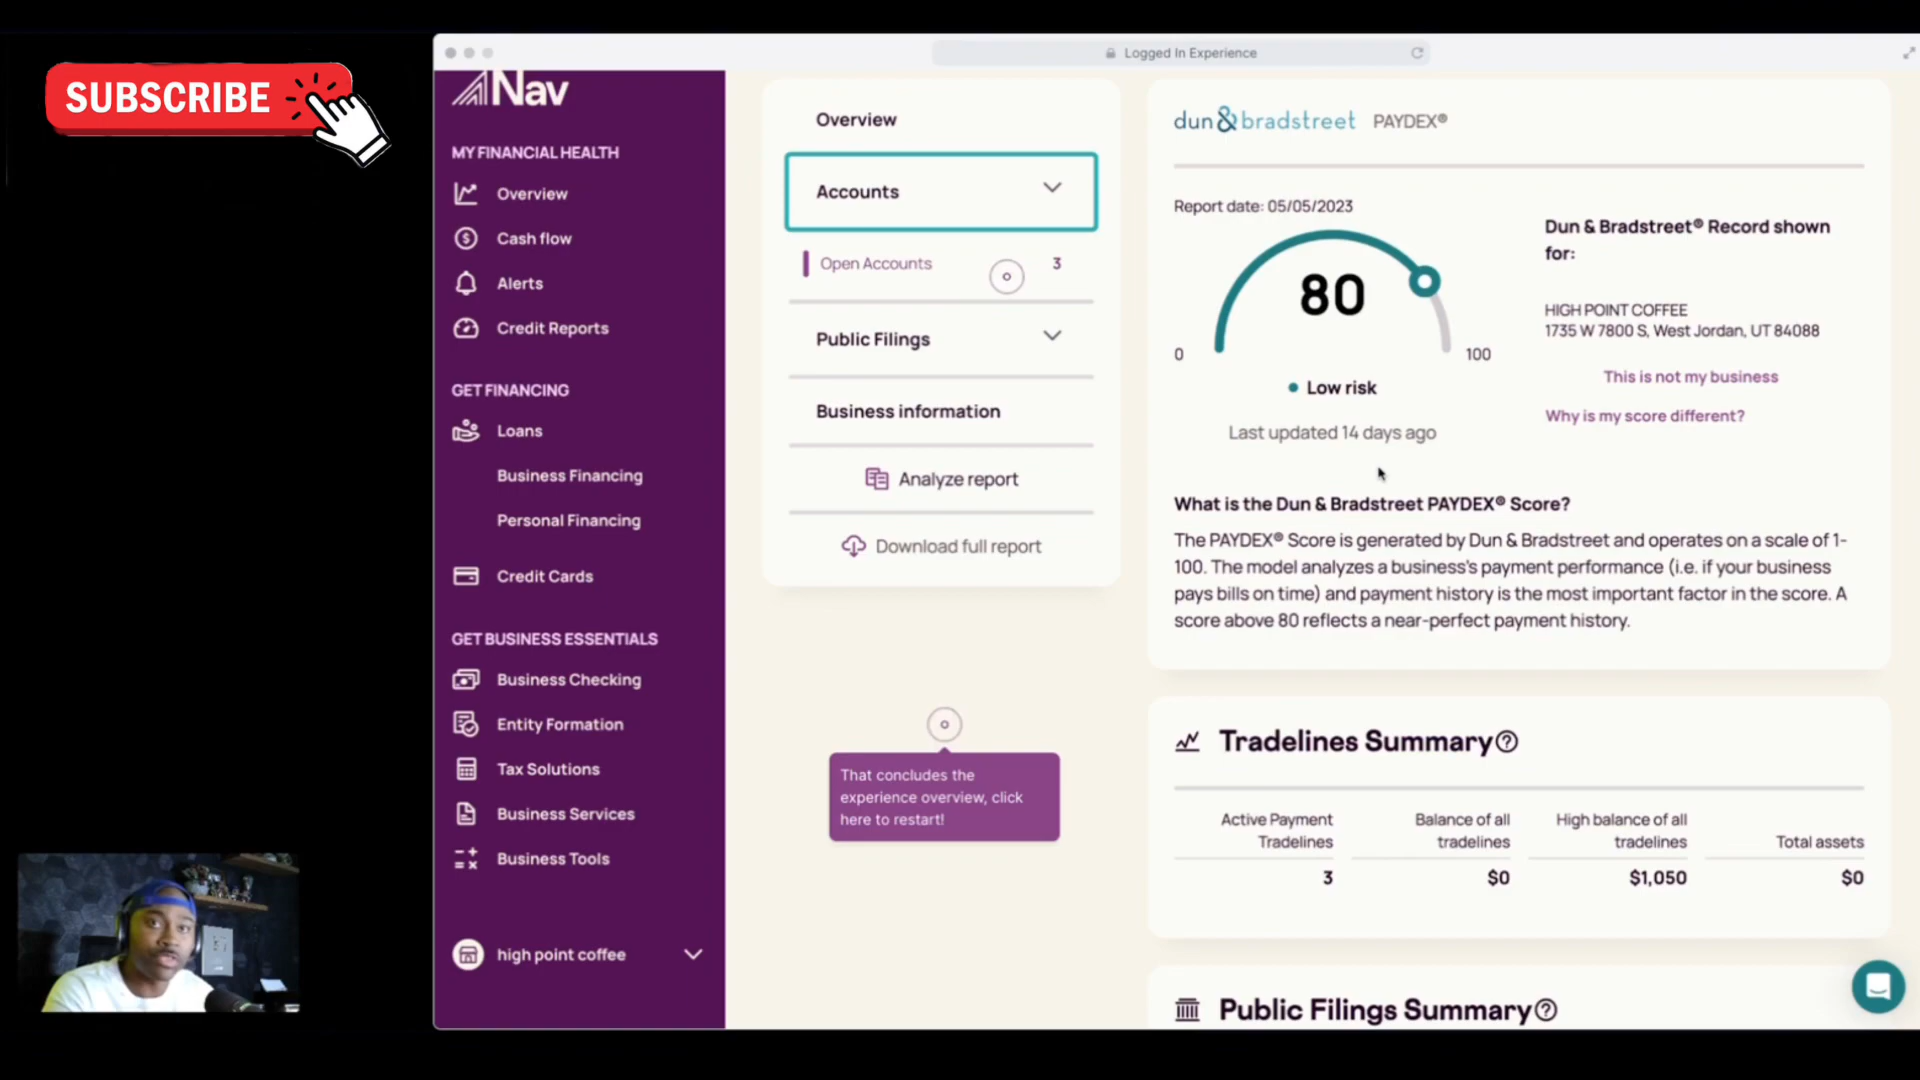 SUBSCRIBE
Logged In Experience
Nav
MY FINANCIAL HEALTH
Overview
Cash flow
Alerts
Credit Reports
GET FINANCING
Loans
Business Financing
Personal Financing
Credit Cards
GET BUSINESS ESSENTIALS
Business Checking
Entity Formation
Tax Solutions
Business Services
Business Tools
high point coffee
Overview
Accounts
Open Accounts 3
Public Filings
Business information
Analyze report
Download full report
That concludes the
experience overview, click
here to restart!
dun & bradstreet PAYDEX®
Report date: 05/05/2023
80
0 100
Low risk
Last updated 14 days ago
Dun & Bradstreet® Record shown
for:
HIGH POINT COFFEE
1735 W 7800 S, West Jordan, UT 84088
This is not my business
Why is my score different?
What is the Dun & Bradstreet PAYDEX® Score?
The PAYDEX® Score is generated by Dun & Bradstreet and operates on a scale of 1-
100. The model analyzes a business's payment performance (i.e. if your business
pays bills on time) and payment history is the most important factor in the score. A
score above 80 reflects a near-perfect payment history.
Tradelines Summary
Active Payment
Tradelines
3
Balance of all
tradelines
$0
High balance of all
tradelines
$1,050
Total assets
$0
Public Filings Summary